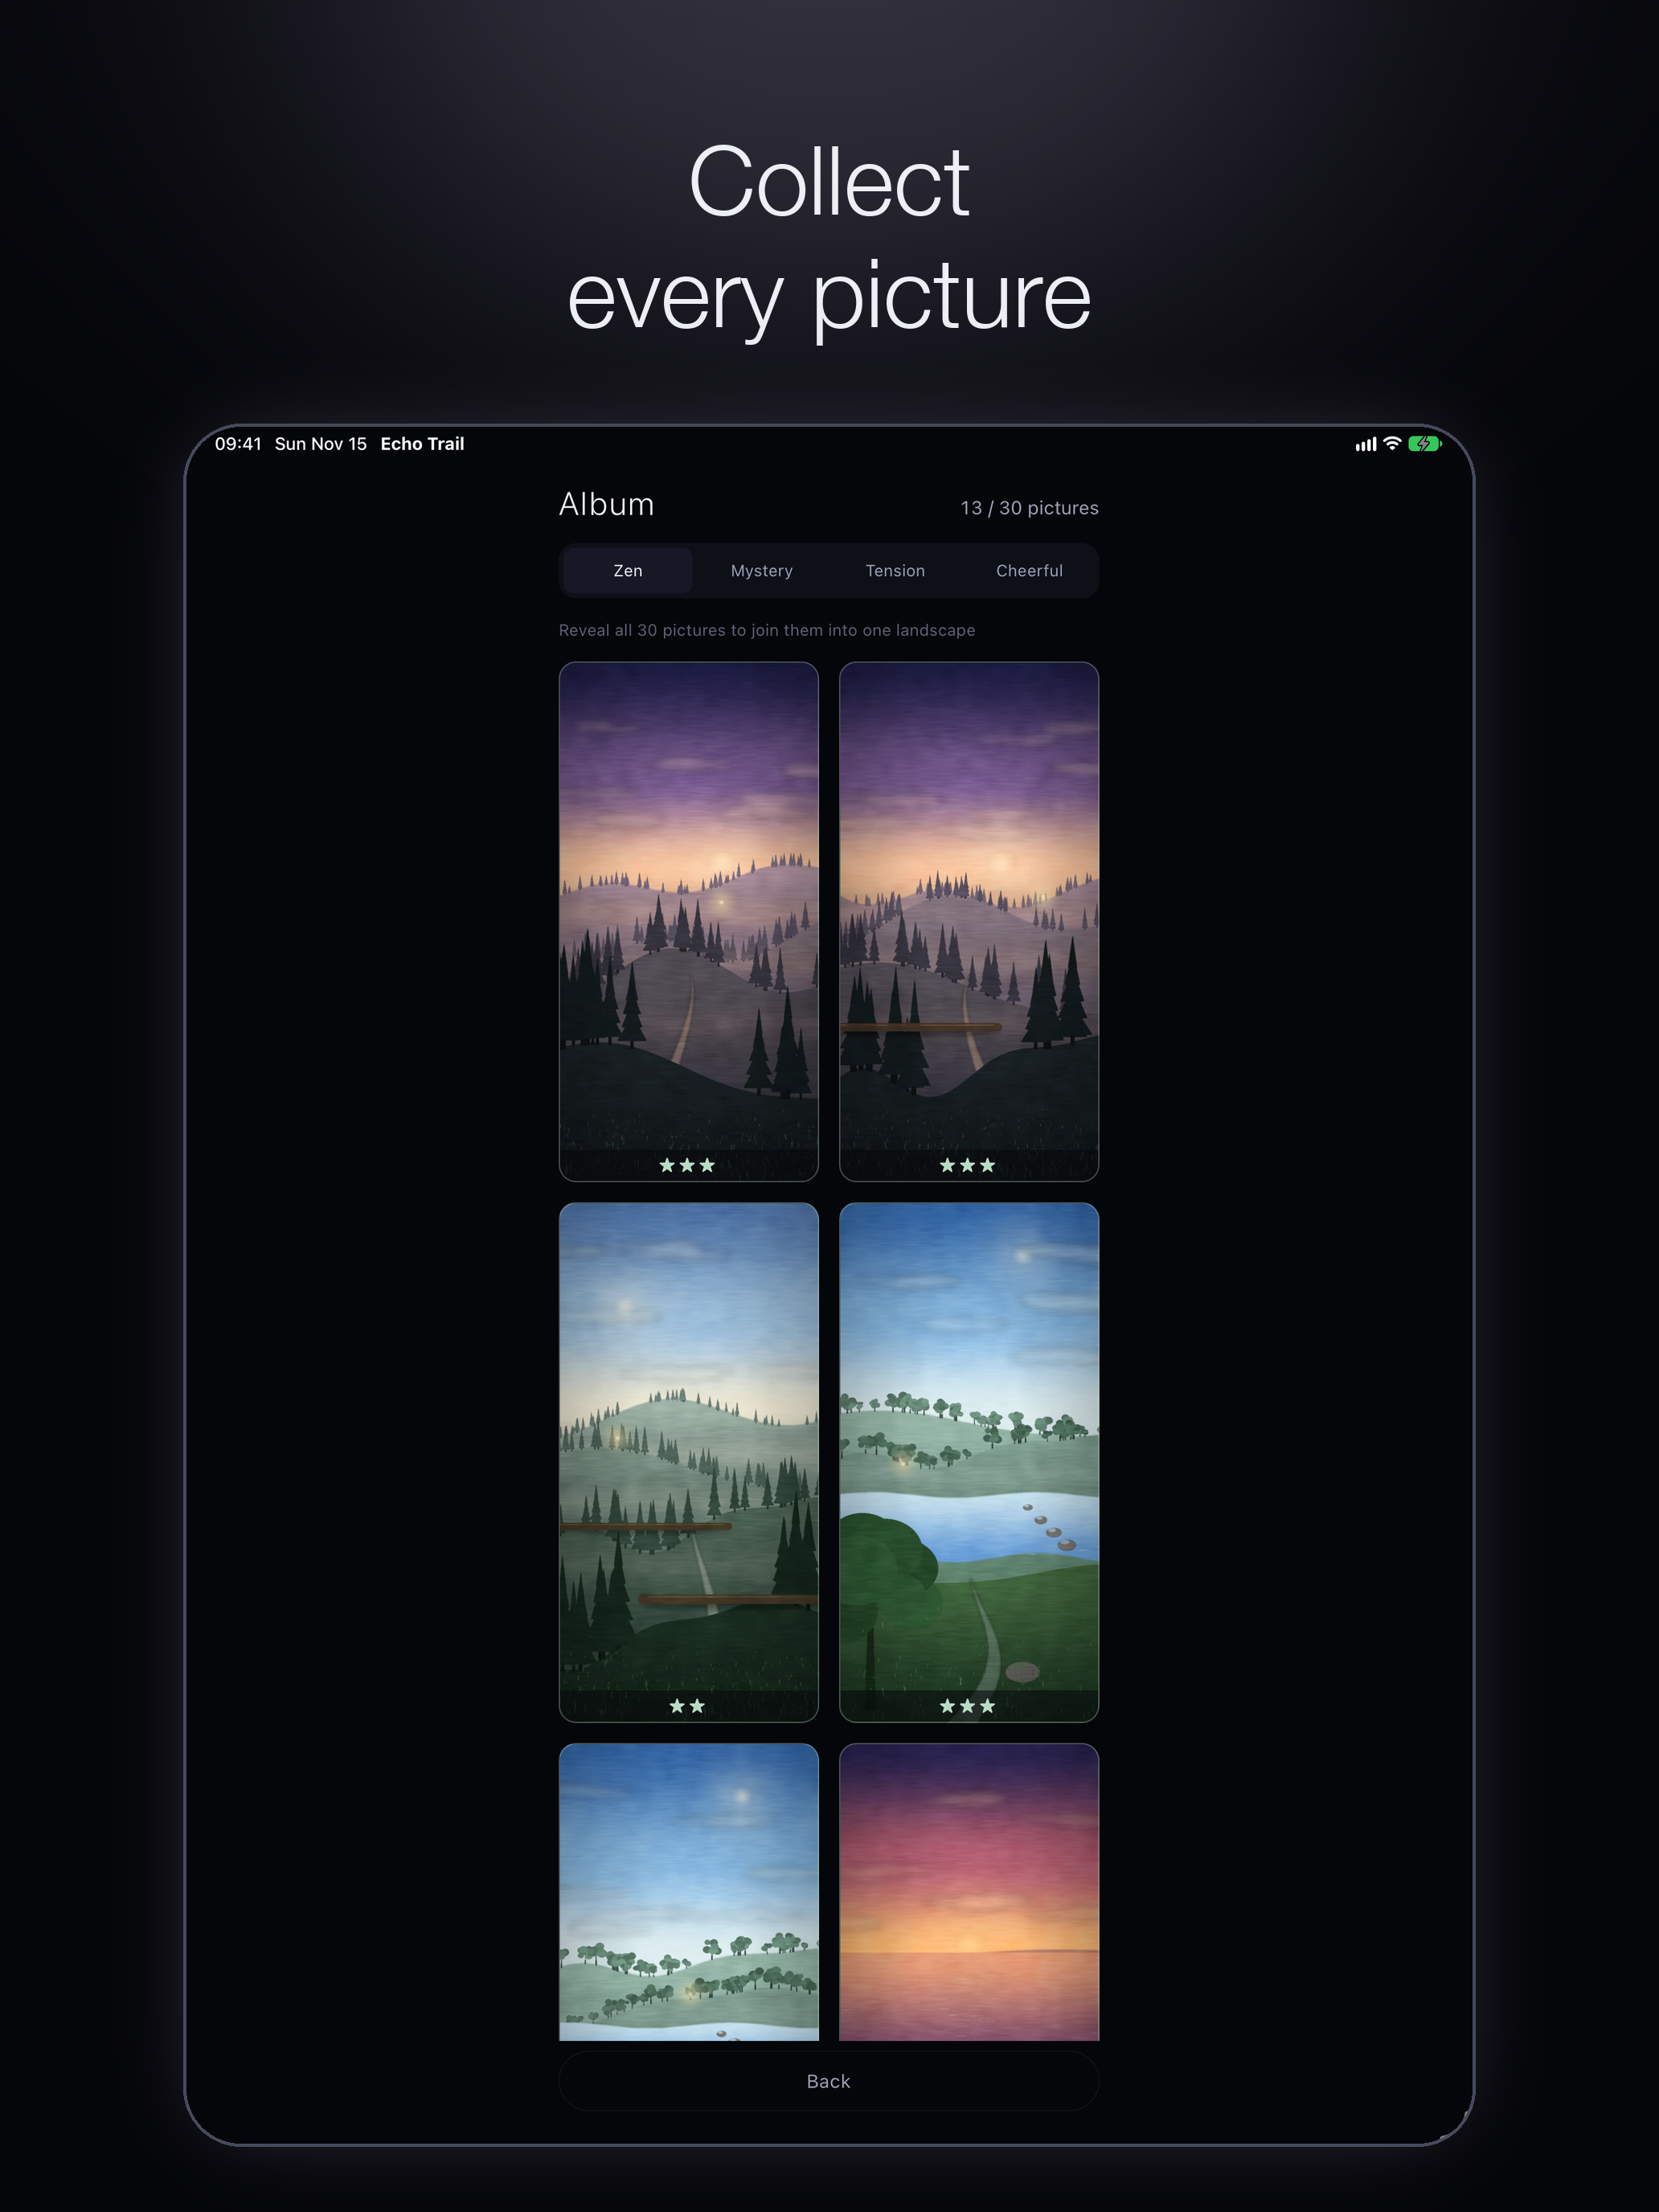 Collect
every picture
09:41 Sun Nov 15 Echo Trail
Album
13 / 30 pictures
Zen Mystery Tension Cheerful
Reveal all 30 pictures to join them into one landscape
Back